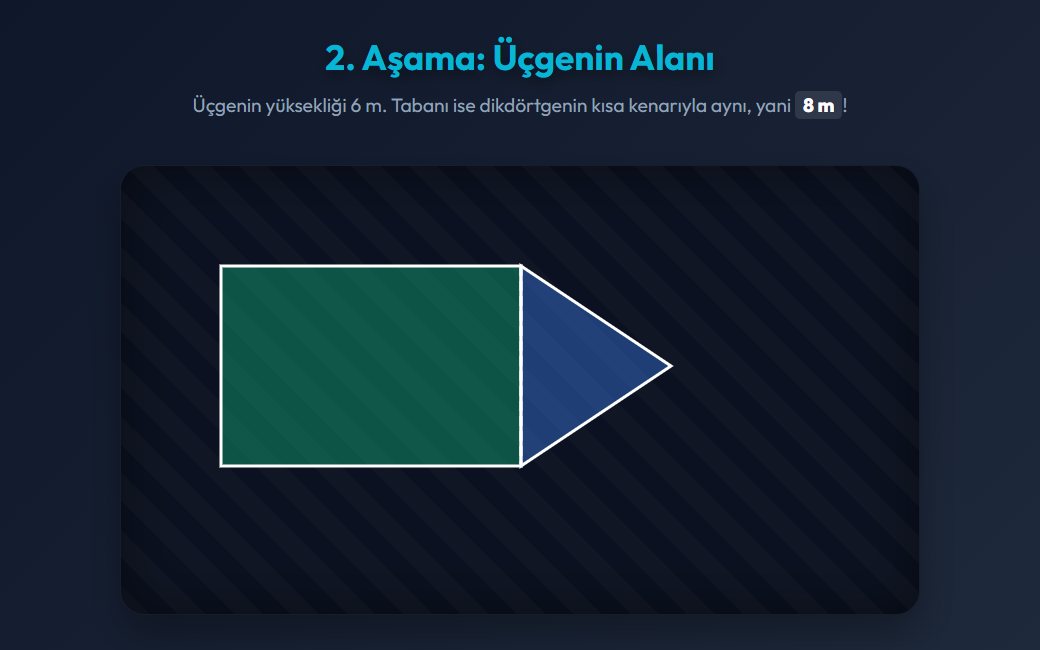 2. Aşama: Üçgenin Alanı
Üçgenin yüksekliği 6 m. Tabanı ise dikdörtgenin kısa kenarıyla aynı, yani 8 m!